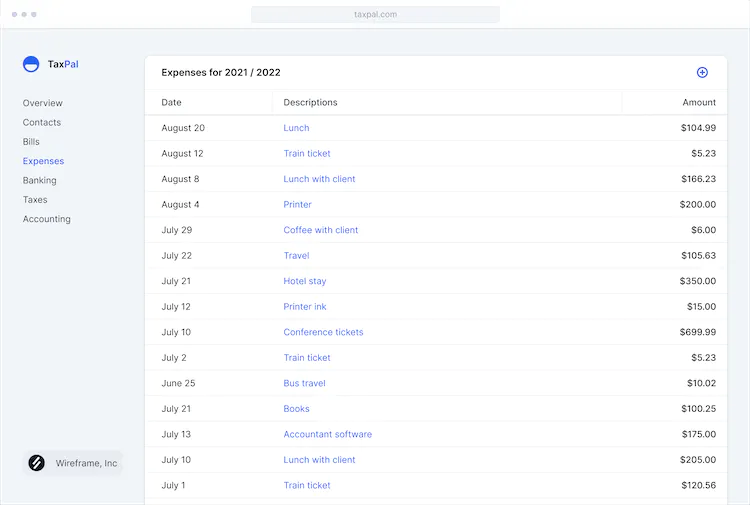 taxpal.com
TaxPal
Overview
Contacts
Bills
Expenses
Banking
Taxes
Accounting
Wireframe, Inc
Expenses for 2021 / 2022
Date Descriptions Amount
August 20 Lunch $104.99
August 12 Train ticket $5.23
August 8 Lunch with client $166.23
August 4 Printer $200.00
July 29 Coffee with client $6.00
July 22 Travel $105.63
July 21 Hotel stay $350.00
July 12 Printer ink $15.00
July 10 Conference tickets $699.99
July 2 Train ticket $5.23
June 25 Bus travel $10.02
July 21 Books $100.25
July 13 Accountant software $175.00
July 10 Lunch with client $205.00
July 1 Train ticket $120.56